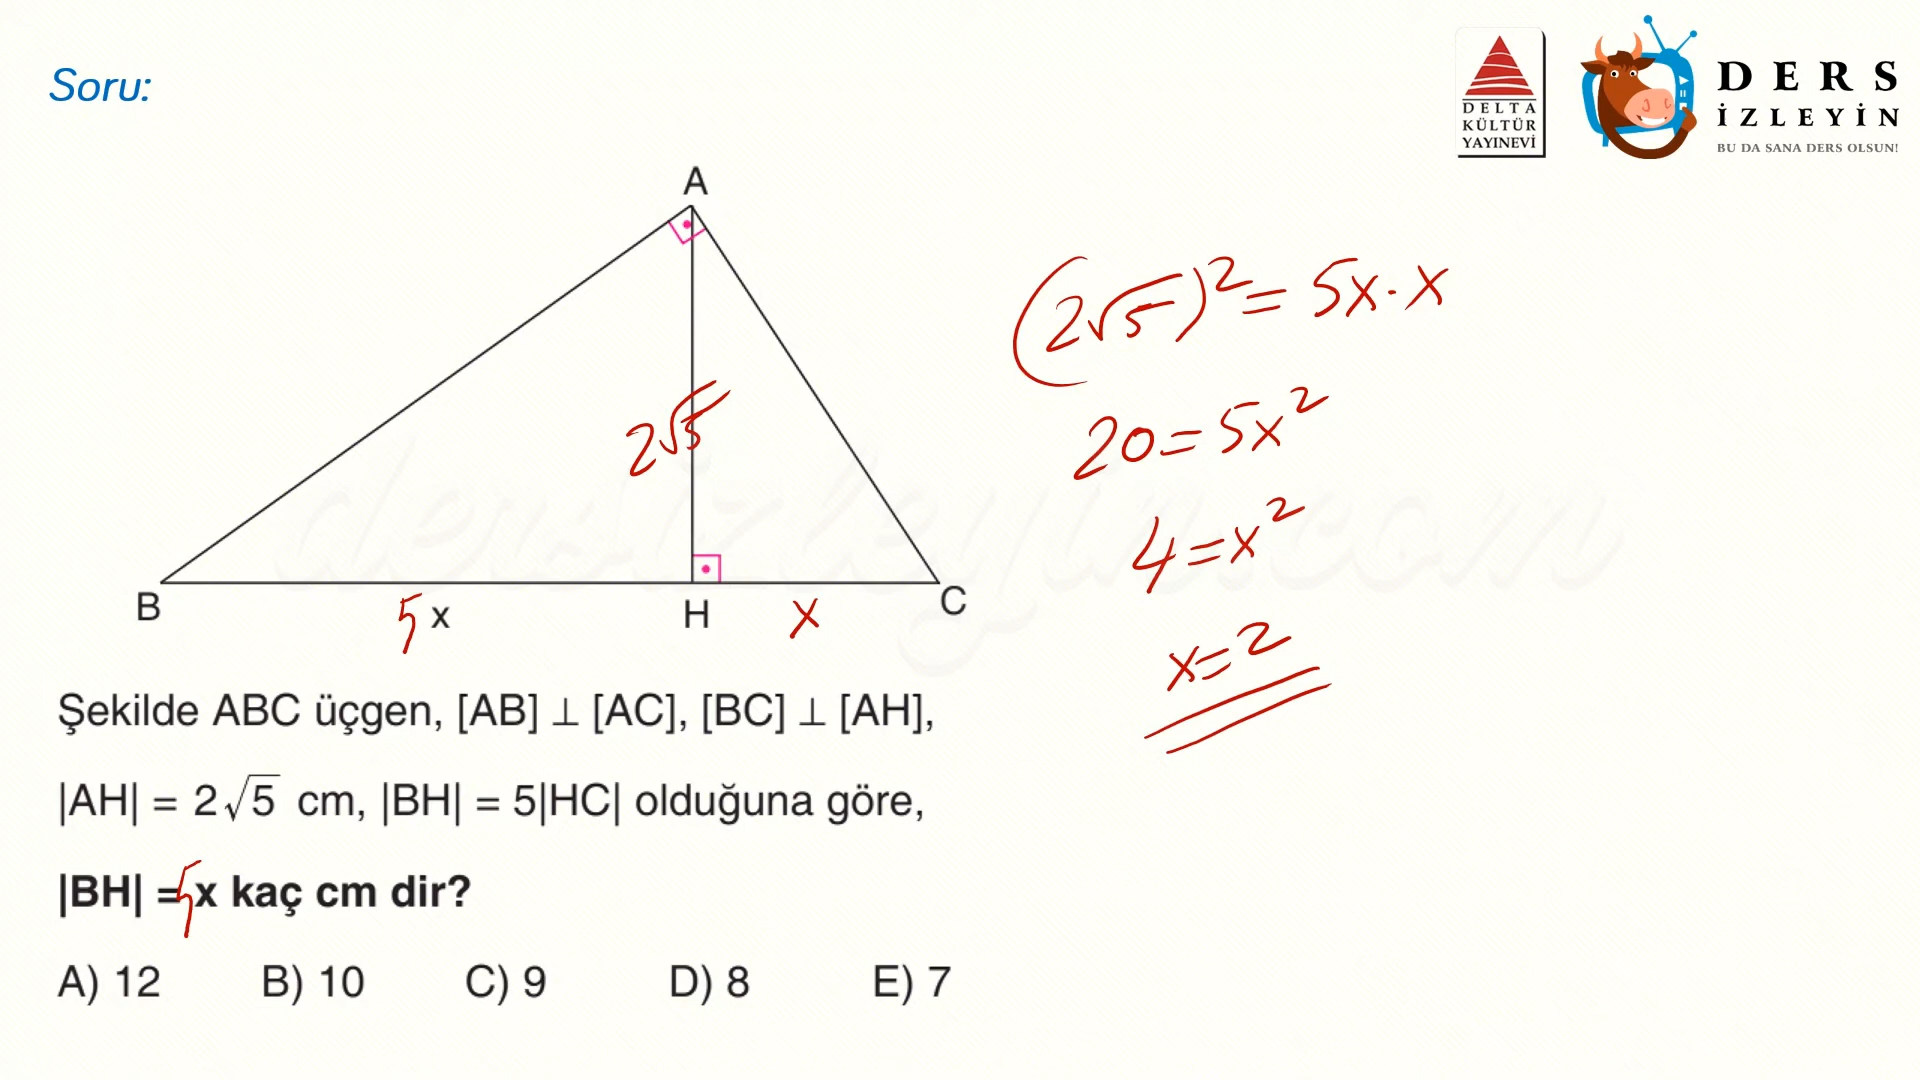 Soru:
DELTA
KÜLTÜR
YAYINEVİ
DERS
İZLEYİN
BU DA SANA DERS OLSUN!
A
(2√5)² = 5x·x
2√5
20 = 5x²
dersizleyin.com
4 = x²
B
5x
H
x
C
x = 2
Şekilde ABC üçgen, [AB] ⊥ [AC], [BC] ⊥ [AH],
|AH| = 2√5 cm, |BH| = 5|HC| olduğuna göre,
|BH| = 5x kaç cm dir?
A) 12 B) 10 C) 9 D) 8 E) 7